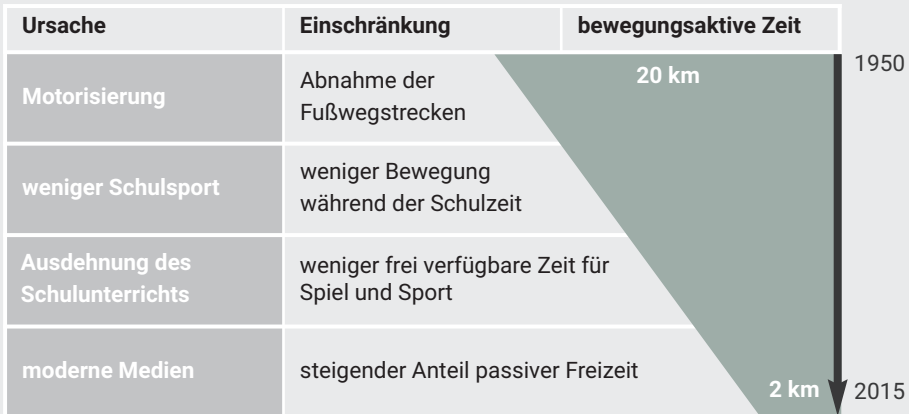 Ursache Einschränkung bewegungsaktive Zeit
1950
20 km
Motorisierung
Abnahme der
Fußwegstrecken
weniger Schulsport
weniger Bewegung
während der Schulzeit
Ausdehnung des
Schulunterrichts
weniger frei verfügbare Zeit für
Spiel und Sport
moderne Medien
steigender Anteil passiver Freizeit
2 km
2015